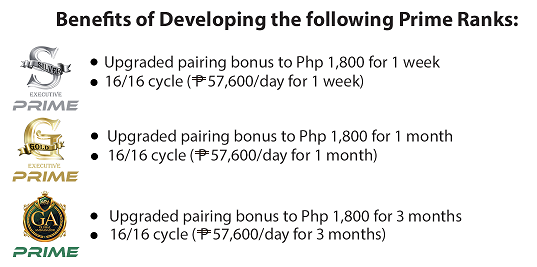 Benefits of Developing the following Prime Ranks:
S
SILVER
EXECUTIVE
PRIME
● Upgraded pairing bonus to Php 1,800 for 1 week
● 16/16 cycle (₱57,600/day for 1 week)
G
GOLD
EXECUTIVE
PRIME
● Upgraded pairing bonus to Php 1,800 for 1 month
● 16/16 cycle (₱57,600/day for 1 month)
GA
PRIME
● Upgraded pairing bonus to Php 1,800 for 3 months
● 16/16 cycle (₱57,600/day for 3 months)